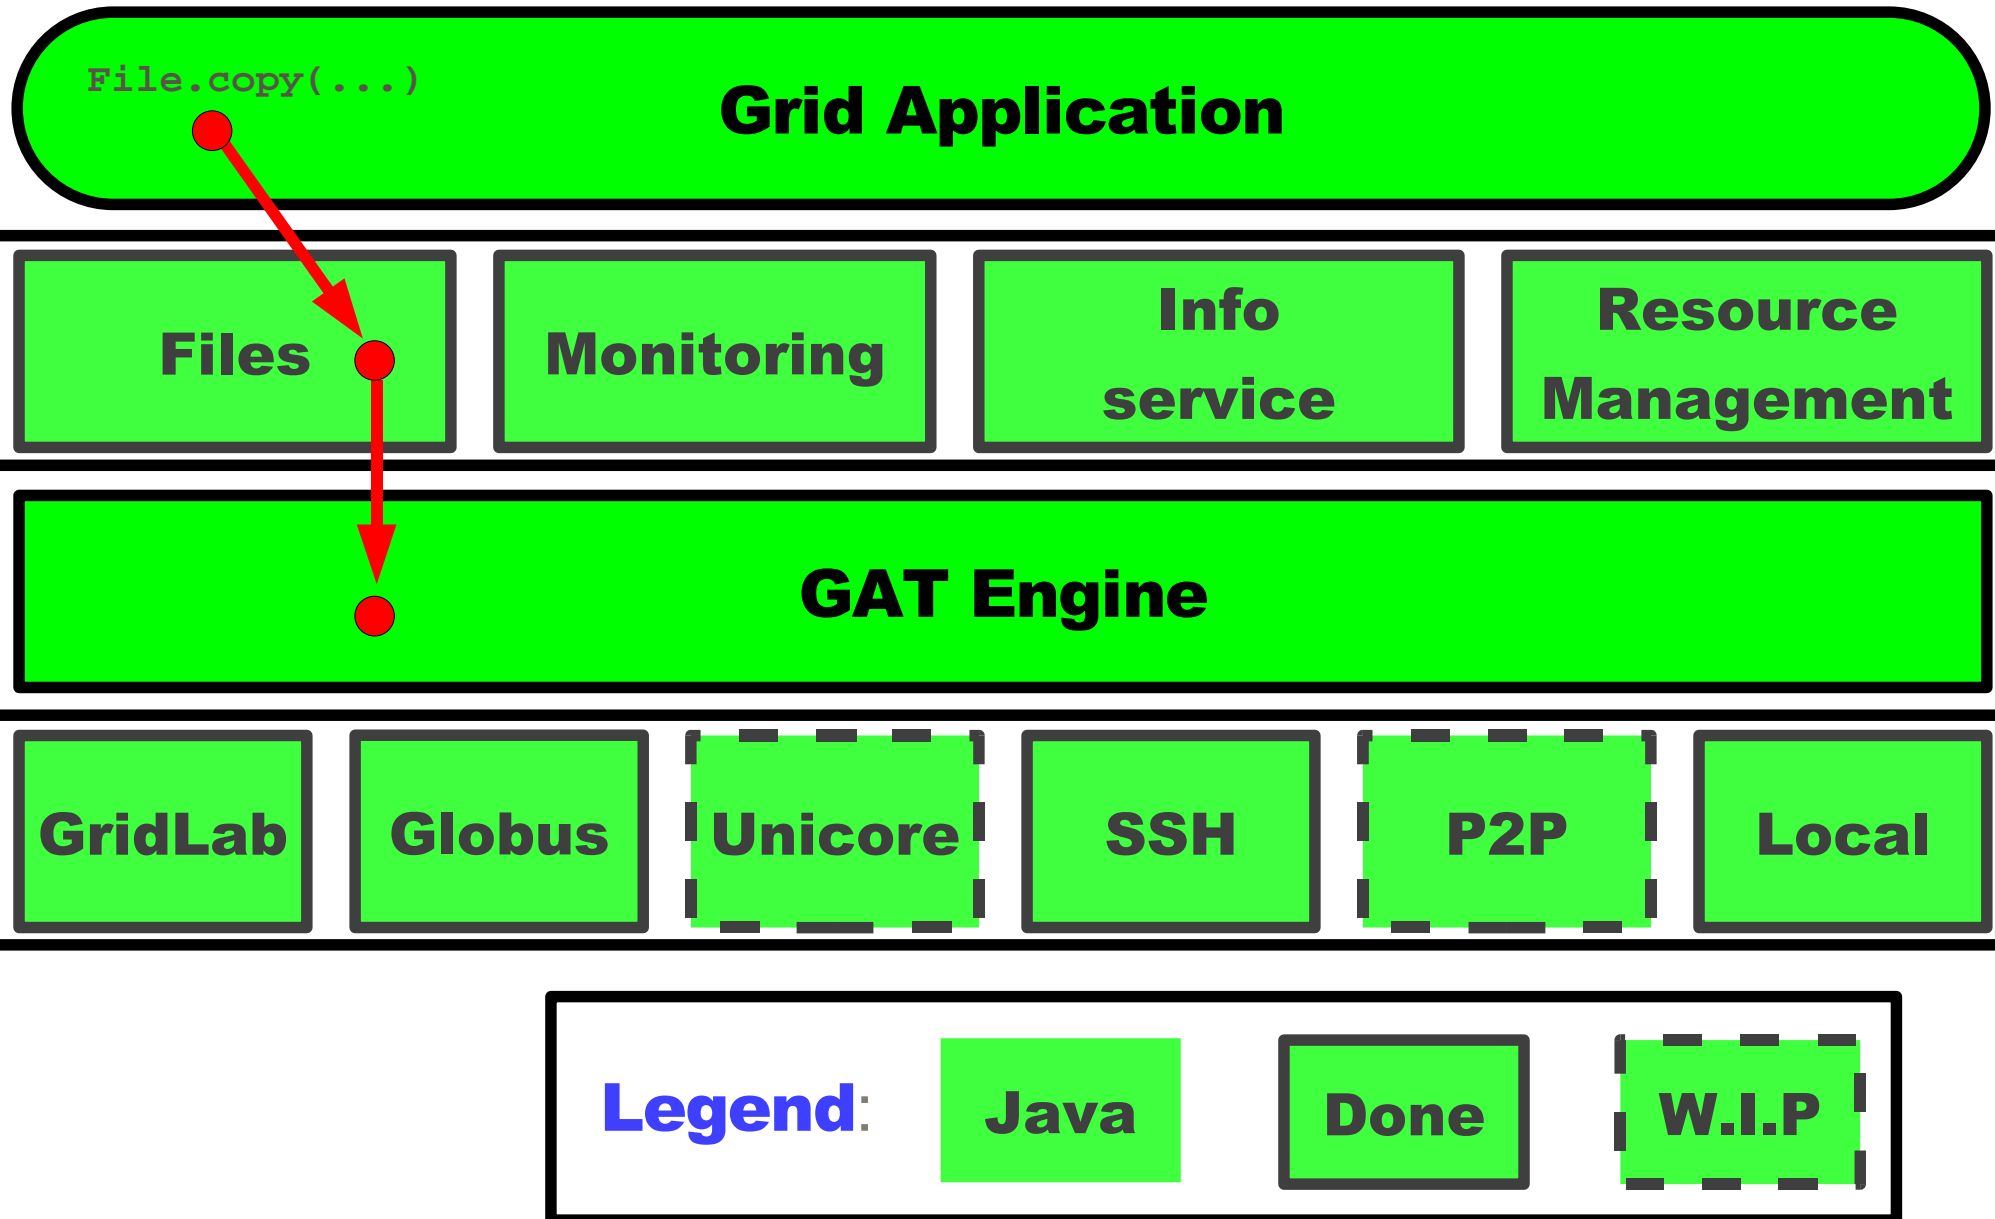 File.copy(...)
Grid Application
Files
Monitoring
Info
service
Resource
Management
GAT Engine
GridLab
Globus
Unicore
SSH
P2P
Local
Legend:
Java
Done
W.I.P